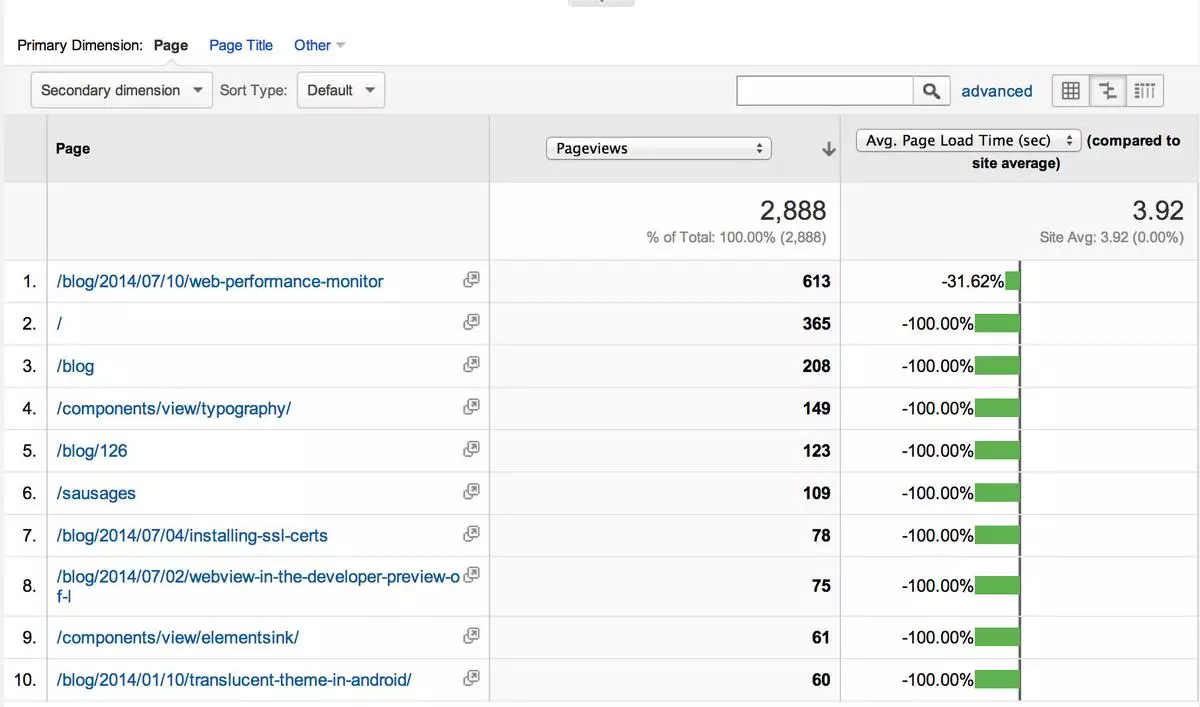 Primary Dimension: Page Page Title Other
Secondary dimension Sort Type: Default advanced
Page Pageviews Avg. Page Load Time (sec) (compared to
site average)
2,888 3.92
% of Total: 100.00% (2,888) Site Avg: 3.92 (0.00%)
1. /blog/2014/07/10/web-performance-monitor 613 -31.62%
2. / 365 -100.00%
3. /blog 208 -100.00%
4. /components/view/typography/ 149 -100.00%
5. /blog/126 123 -100.00%
6. /sausages 109 -100.00%
7. /blog/2014/07/04/installing-ssl-certs 78 -100.00%
8. /blog/2014/07/02/webview-in-the-developer-preview-o
f-l 75 -100.00%
9. /components/view/elementsink/ 61 -100.00%
10. /blog/2014/01/10/translucent-theme-in-android/ 60 -100.00%